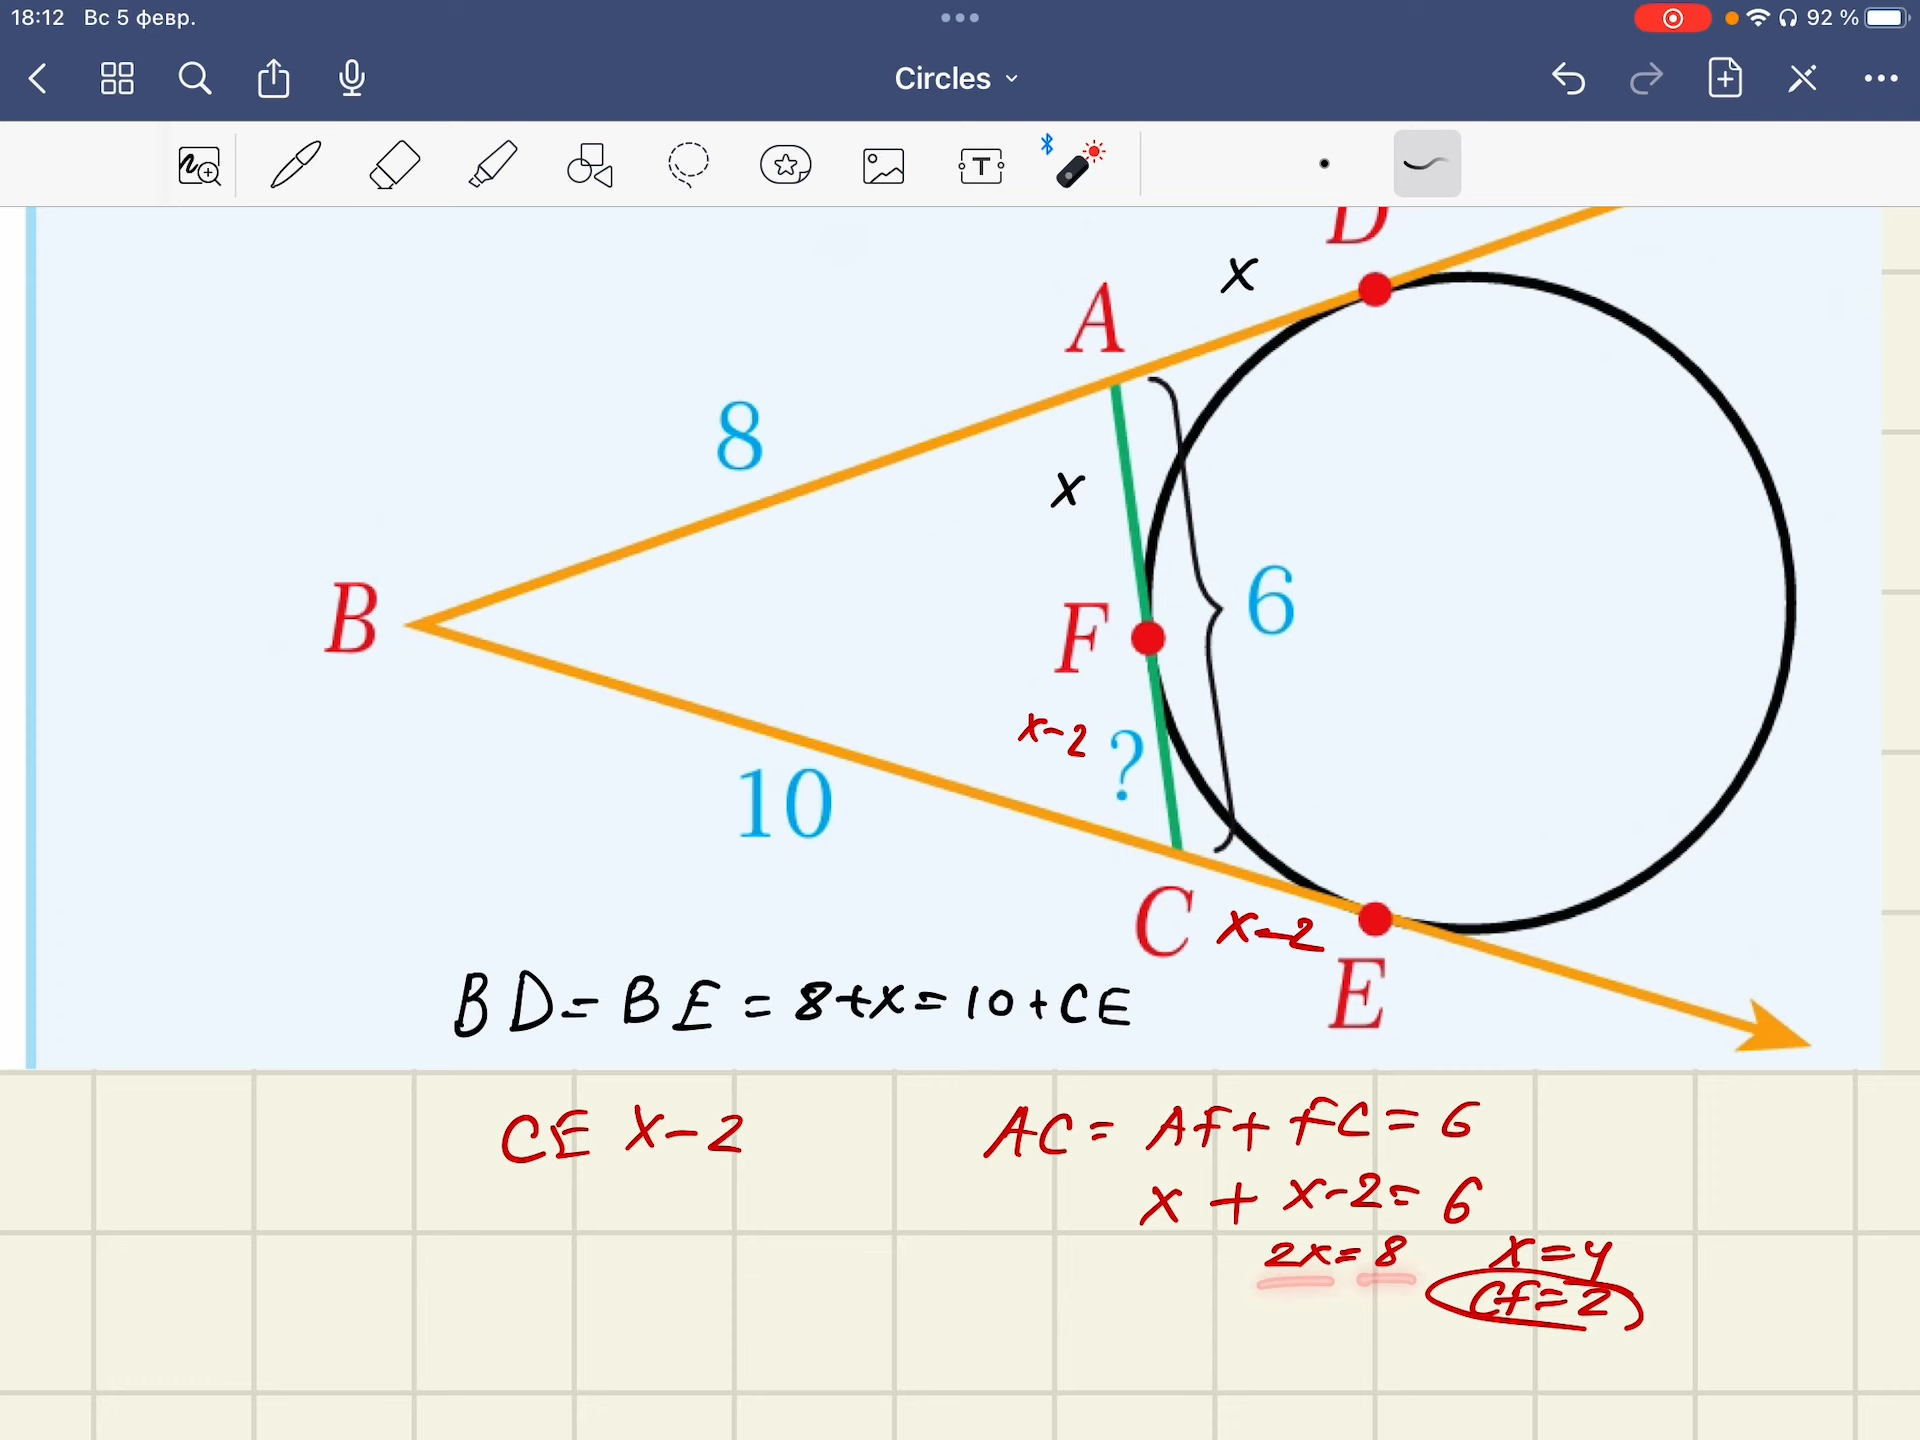 18:12 Вс 5 февр. 92 %
Circles
T
D
x
A
8
x
B
F
6
x-2
?
10
C
x-2
E
BD = BE = 8+x = 10+CE
CE x-2
AC = Af + fC = 6
x + x-2 = 6
2x = 8
x = 4
Cf = 2